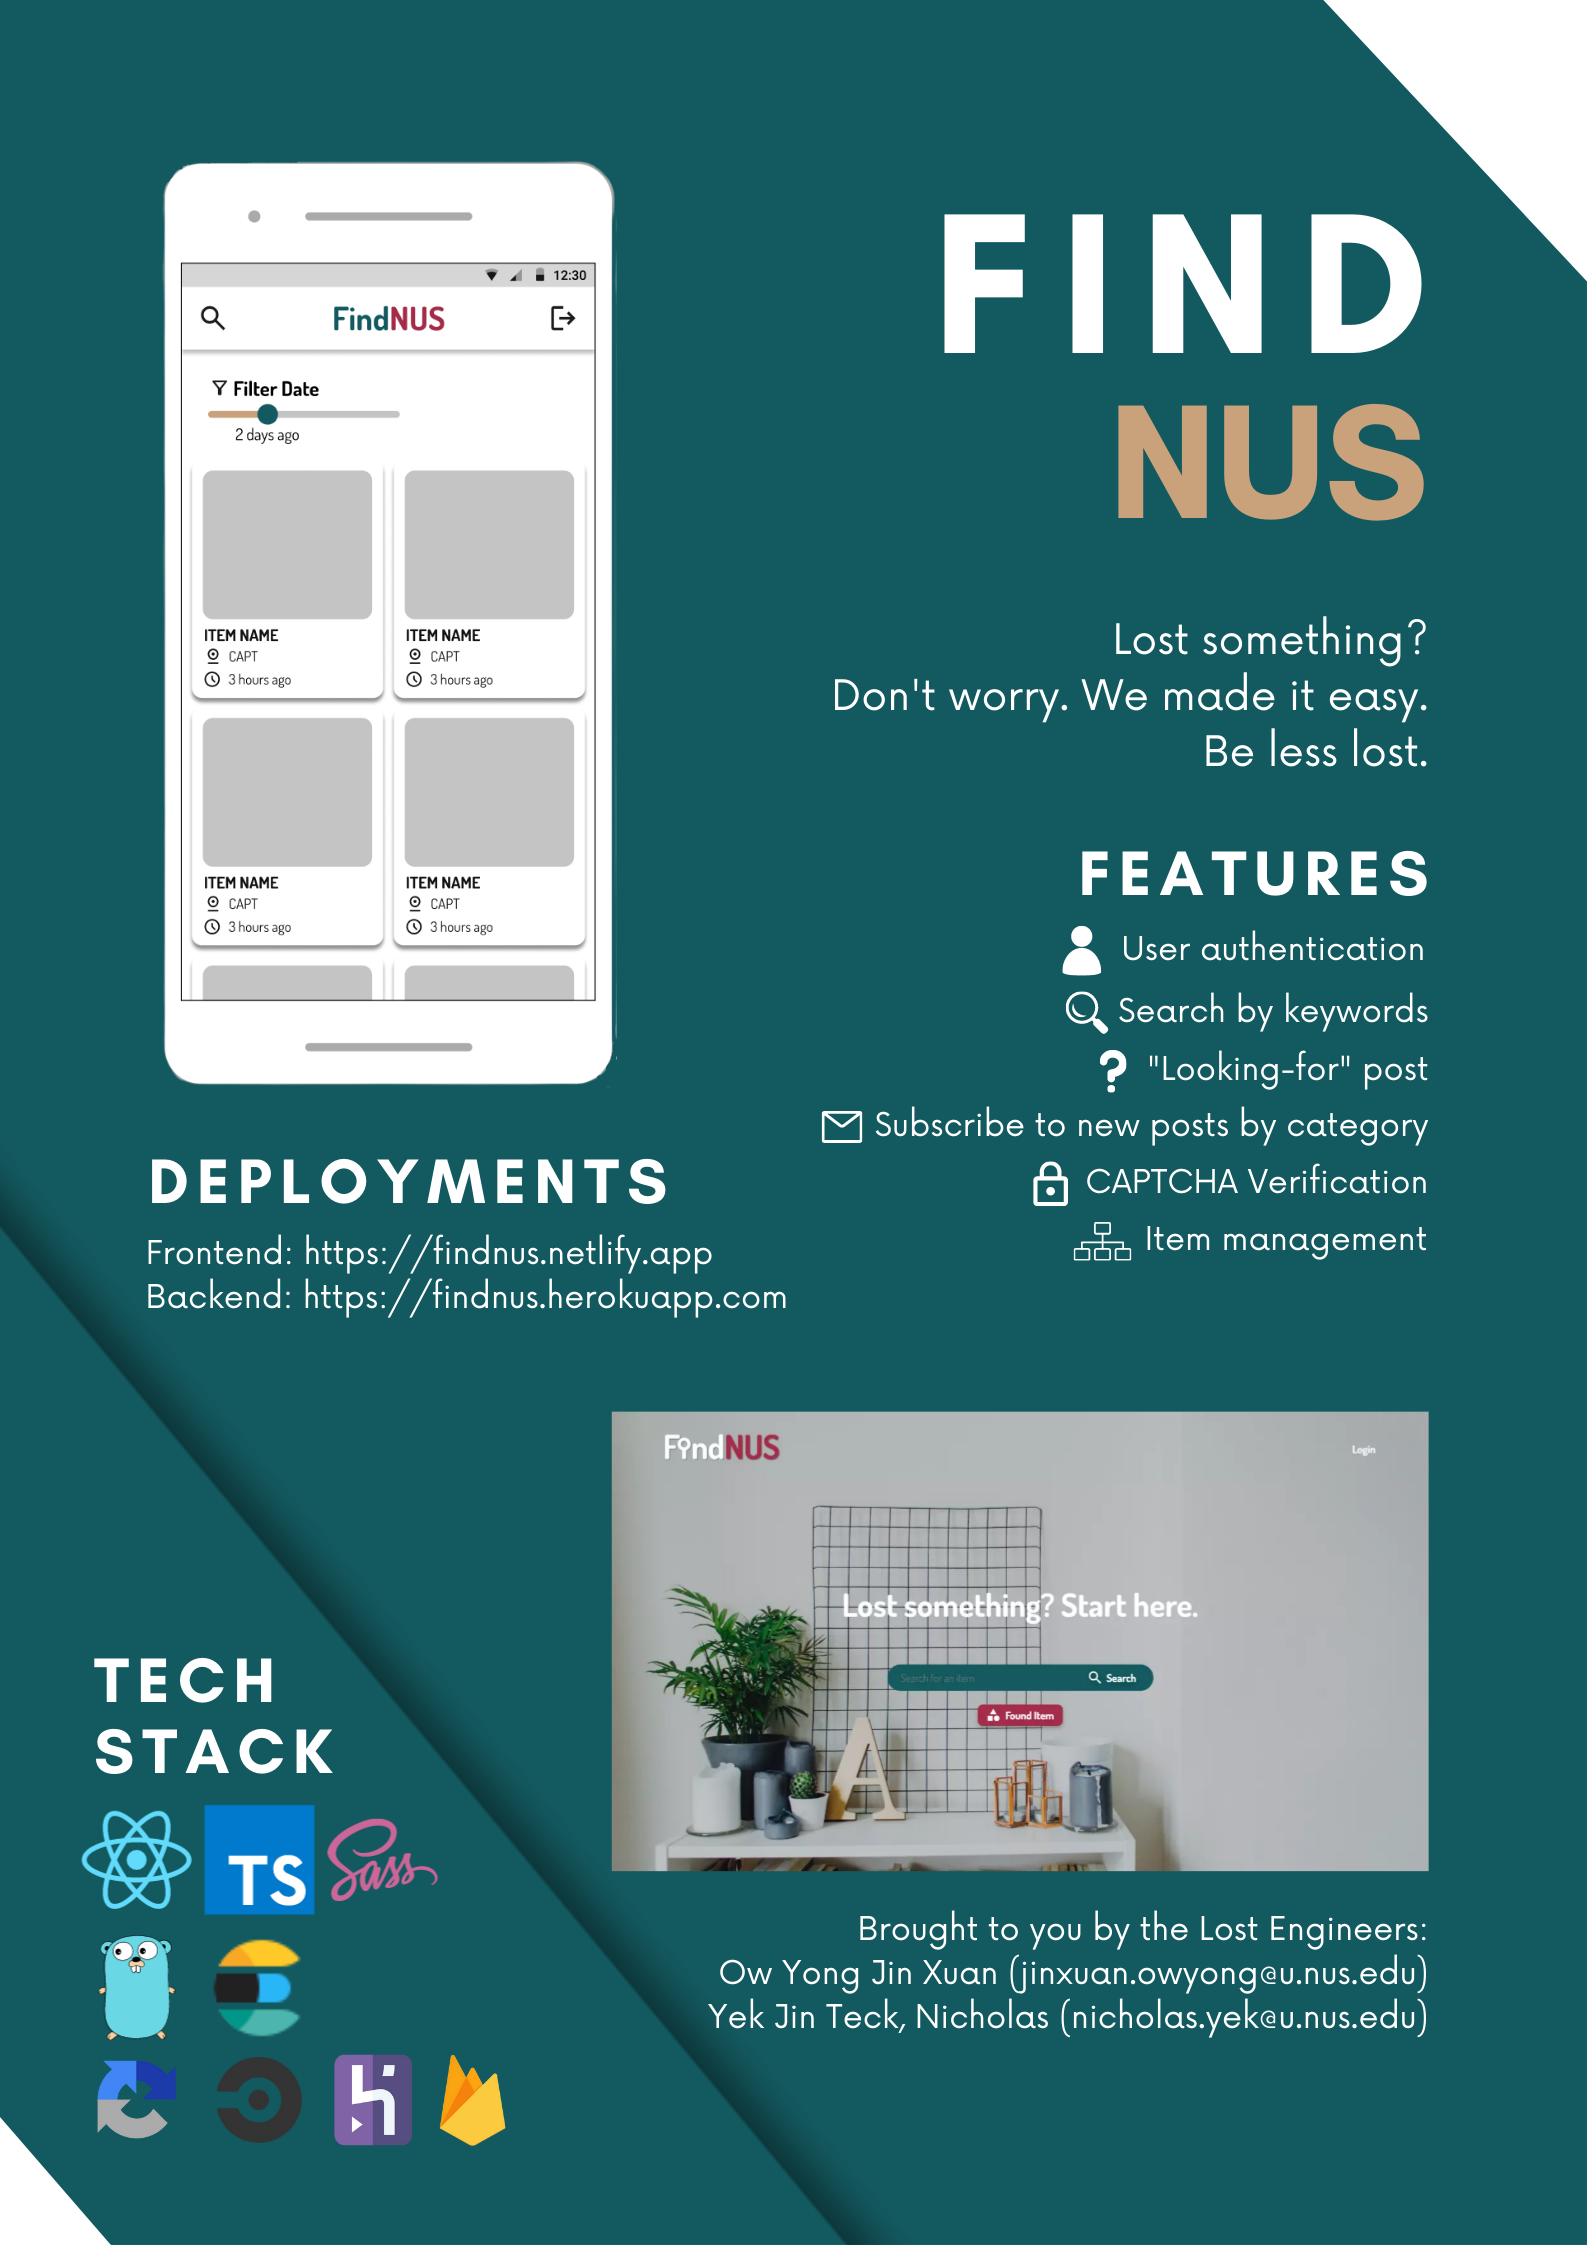 FIND
NUS
Lost something?
Don't worry. We made it easy.
Be less lost.
12:30
FindNUS
Filter Date
2 days ago
ITEM NAME
CAPT
3 hours ago
ITEM NAME
CAPT
3 hours ago
ITEM NAME
CAPT
3 hours ago
ITEM NAME
CAPT
3 hours ago
FEATURES
User authentication
Search by keywords
"Looking-for" post
Subscribe to new posts by category
CAPTCHA Verification
Item management
DEPLOYMENTS
Frontend: https://findnus.netlify.app
Backend: https://findnus.herokuapp.com
FindNUS
Login
Lost something? Start here.
Search for an item
Search
Found Item
A
TECH
STACK
TS
Sass
Brought to you by the Lost Engineers:
Ow Yong Jin Xuan (jinxuan.owyong@u.nus.edu)
Yek Jin Teck, Nicholas (nicholas.yek@u.nus.edu)